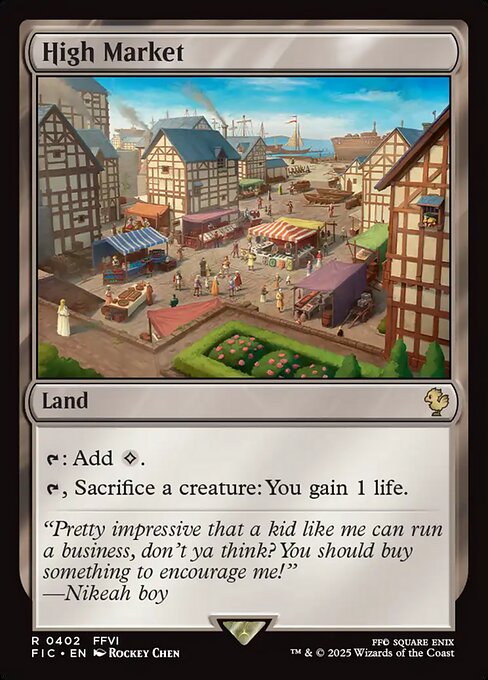 High Market
Land
: Add .
, Sacrifice a creature: You gain 1 life.
“Pretty impressive that a kid like me can run
a business, don’t ya think? You should buy
something to encourage me!”
—Nikeah boy
R 0402 FFVI
FIC • EN Rockey Chen
FF© SQUARE ENIX
™ & © 2025 Wizards of the Coast